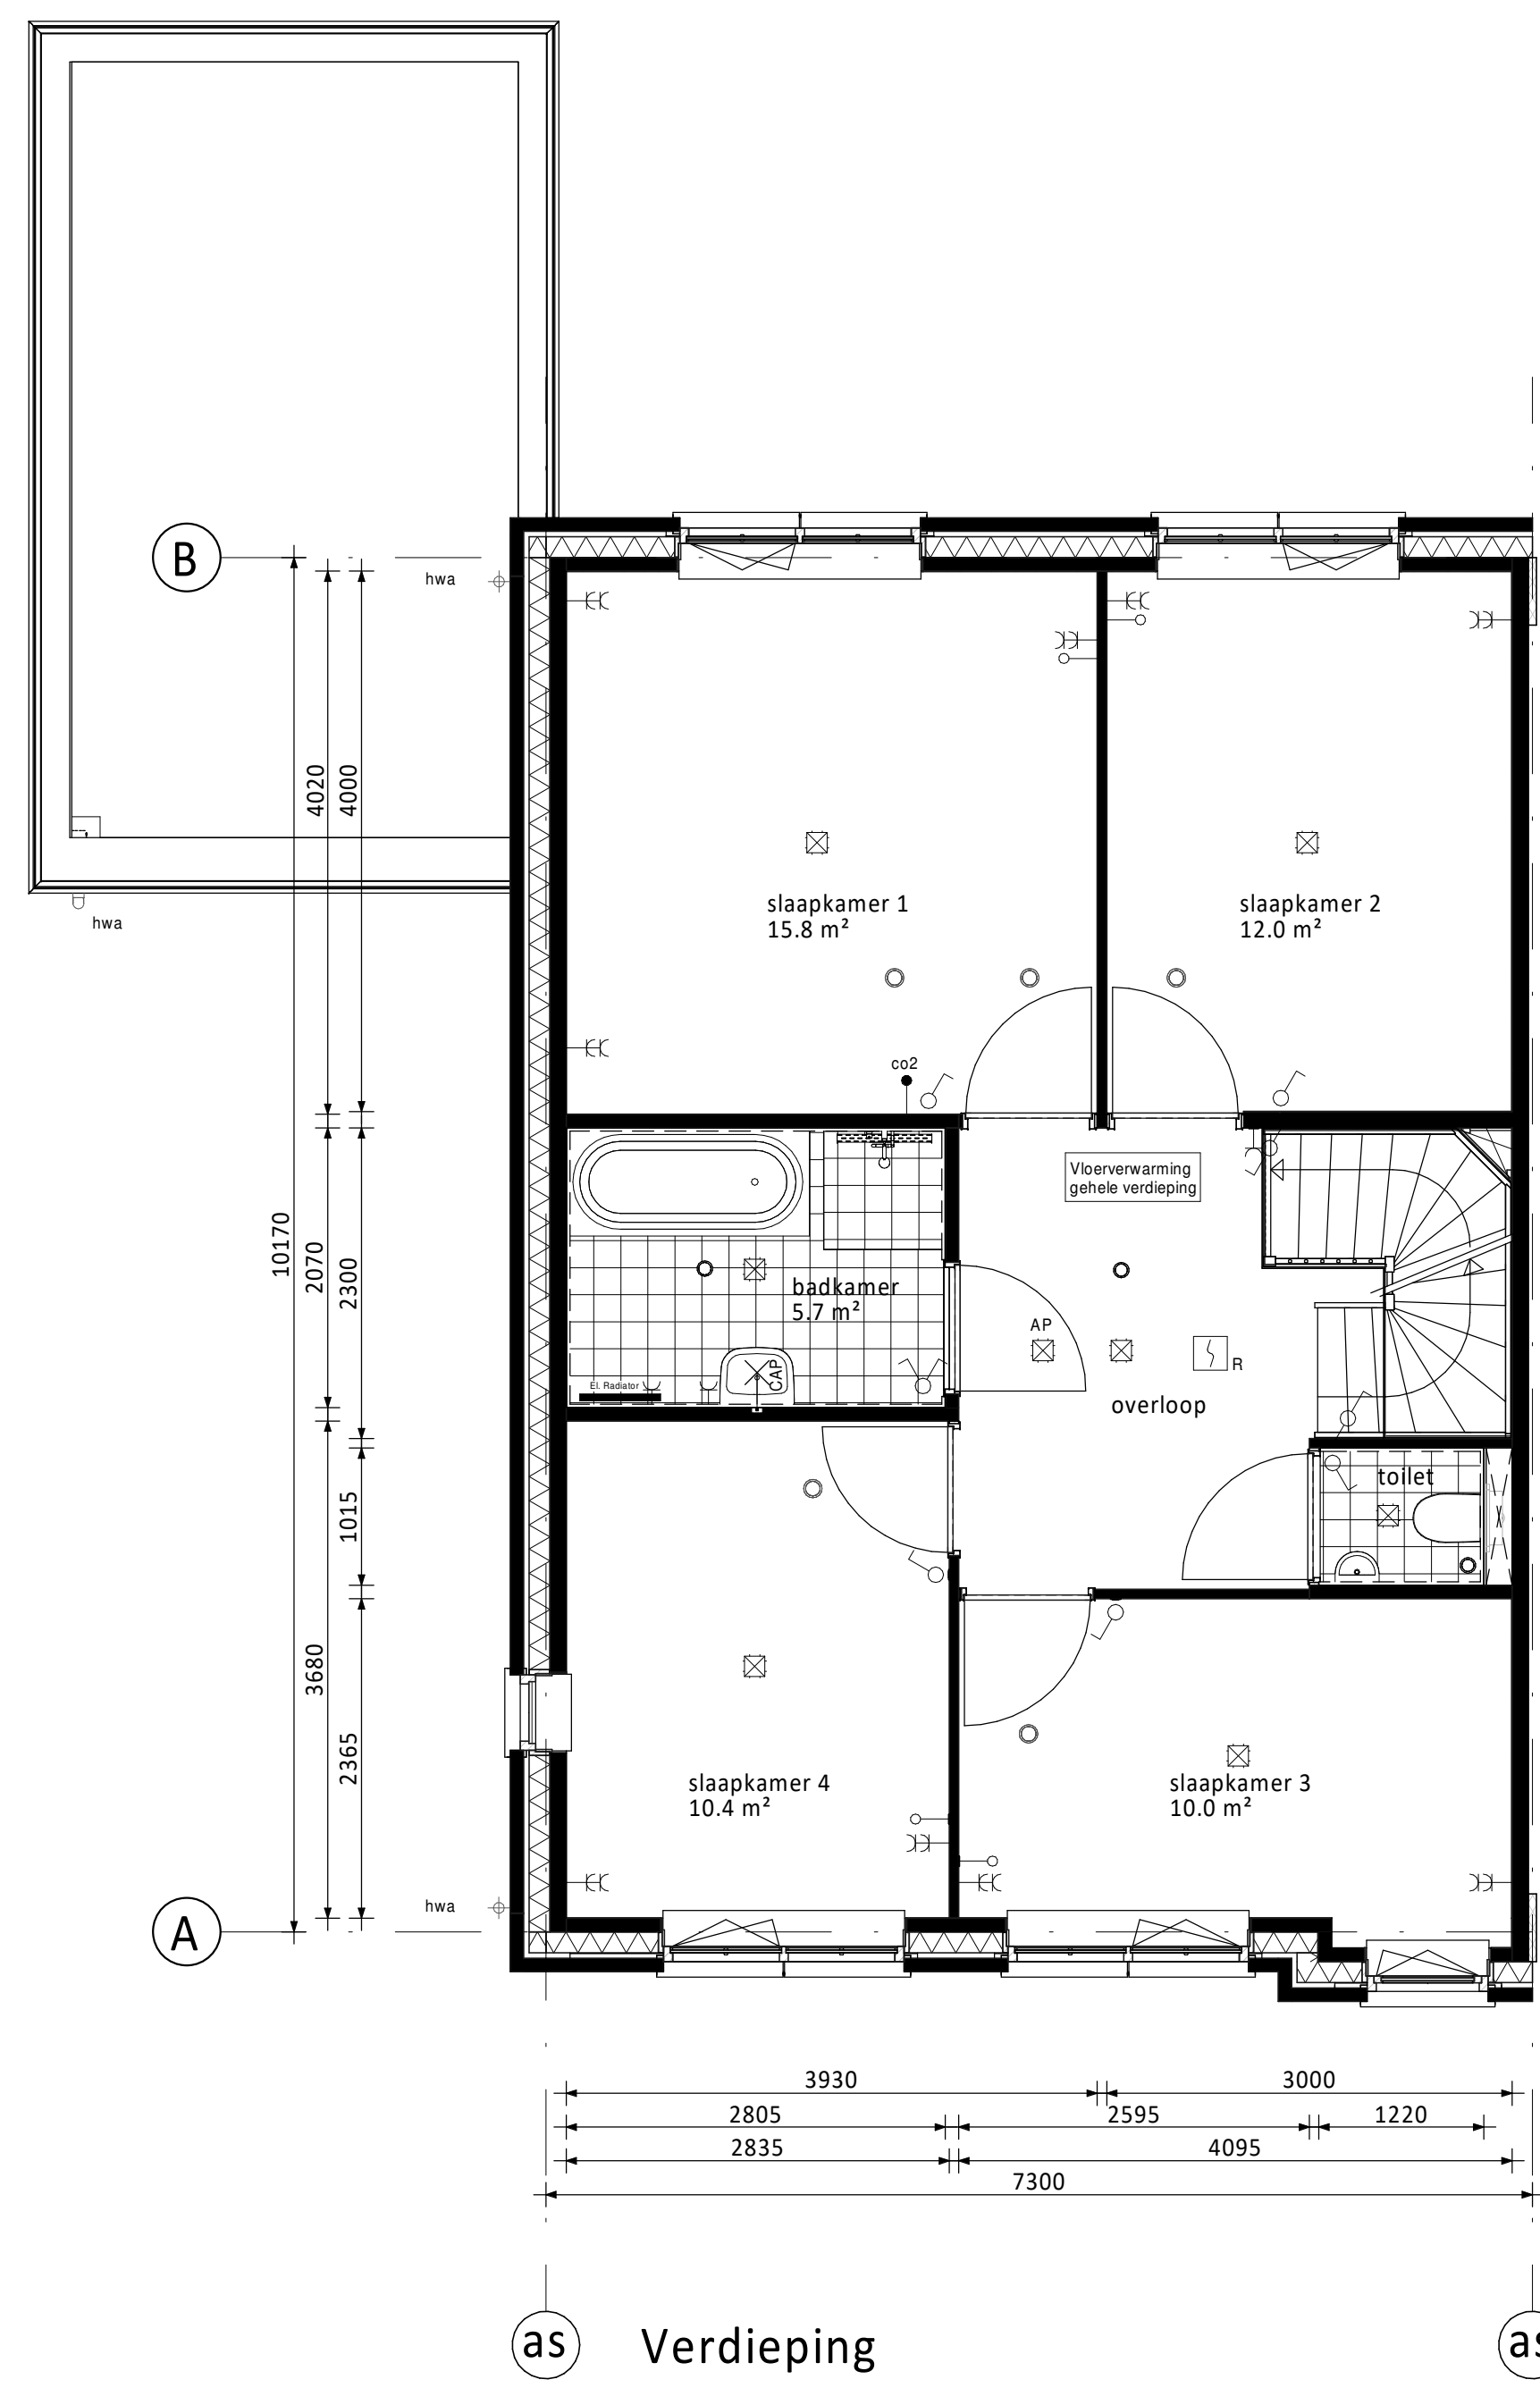 B
hwa
4020
4000
hwa
slaapkamer 1
15.8 m²
slaapkamer 2
12.0 m²
co2
Vloerverwarming
gehele verdieping
10170
2070
2300
badkamer
5.7 m²
AP
R
El. Radiator
CAP
overloop
toilet
1015
3680
2365
slaapkamer 4
10.4 m²
slaapkamer 3
10.0 m²
hwa
A
3930
3000
2805
2595
1220
2835
4095
7300
as
Verdieping
as